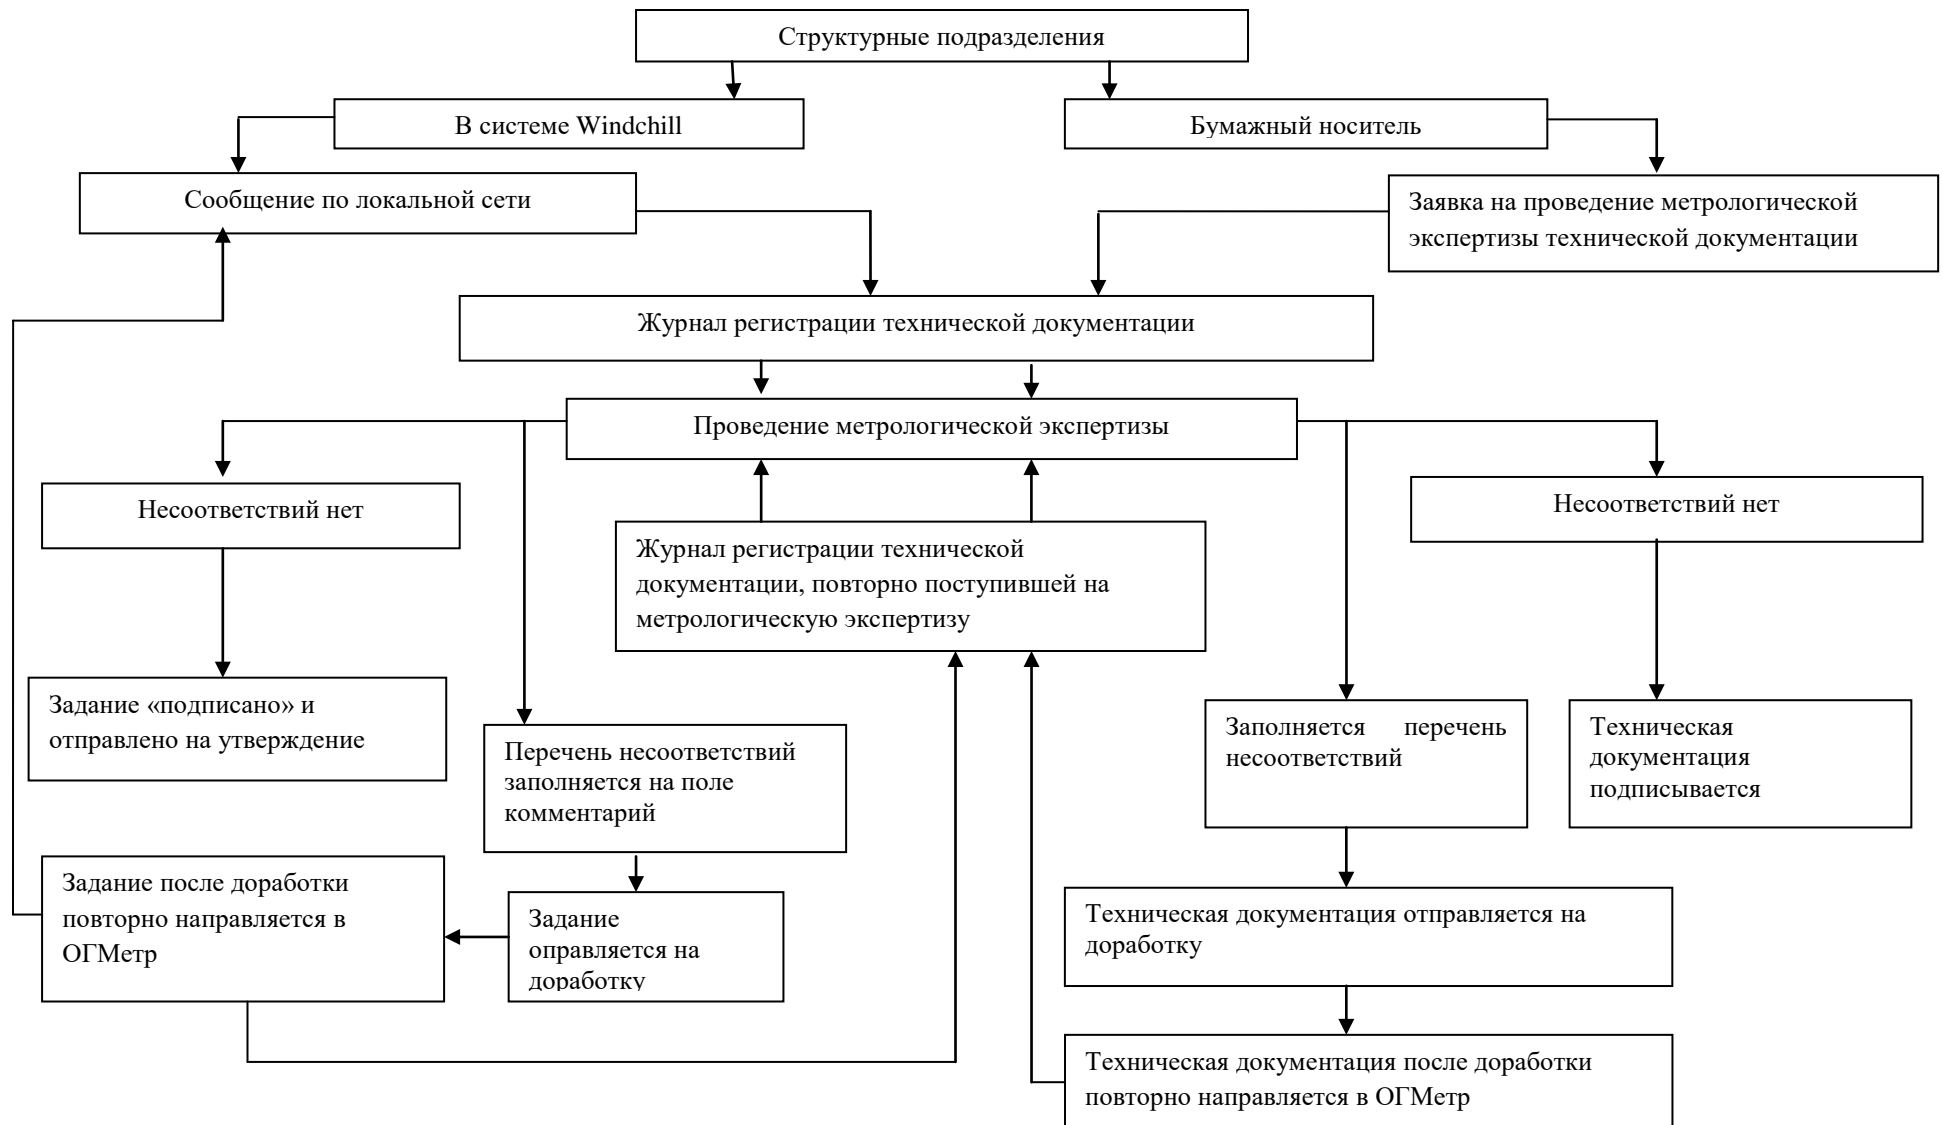 Структурные подразделения
В системе Windchill
Бумажный носитель
Сообщение по локальной сети
Заявка на проведение метрологической
экспертизы технической документации
Журнал регистрации технической документации
Проведение метрологической экспертизы
Несоответствий нет
Несоответствий нет
Журнал регистрации технической
документации, повторно поступившей на
метрологическую экспертизу
Задание «подписано» и
отправлено на утверждение
Перечень несоответствий
заполняется на поле
комментарий
Заполняется перечень
несоответствий
Техническая
документация
подписывается
Задание после доработки
повторно направляется в
ОГМетр
Задание
оправляется на
доработку
Техническая документация отправляется на
доработку
Техническая документация после доработки
повторно направляется в ОГМетр